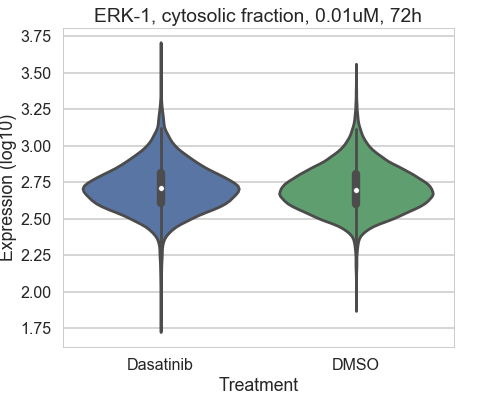 ERK-1, cytosolic fraction, 0.01uM, 72h
Expression (log10)
3.75
3.50
3.25
3.00
2.75
2.50
2.25
2.00
1.75
Dasatinib DMSO
Treatment